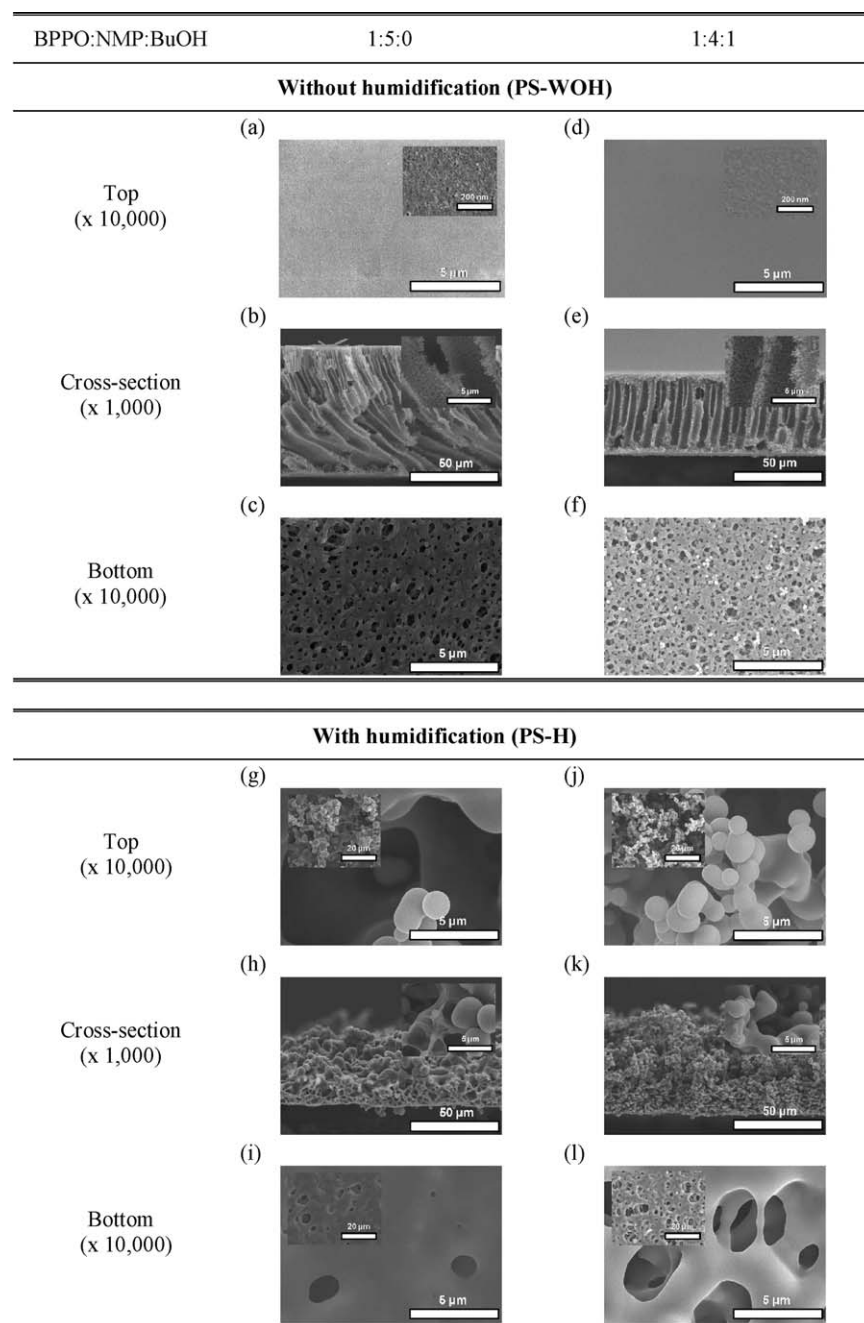 BPPO:NMP:BuOH 1:5:0 1:4:1
Without humidification (PS-WOH)
(a) (d)
Top
(x 10,000)
200 nm 200 nm
5 μm 5 μm
(b) (e)
Cross-section
(x 1,000)
5 μm 5 μm
50 μm 50 μm
(c) (f)
Bottom
(x 10,000)
5 μm 5 μm
With humidification (PS-H)
(g) (j)
Top
(x 10,000)
20 μm 20 μm
5 μm 5 μm
(h) (k)
Cross-section
(x 1,000)
5 μm 5 μm
50 μm 50 μm
(i) (l)
Bottom
(x 10,000)
20 μm 20 μm
5 μm 5 μm